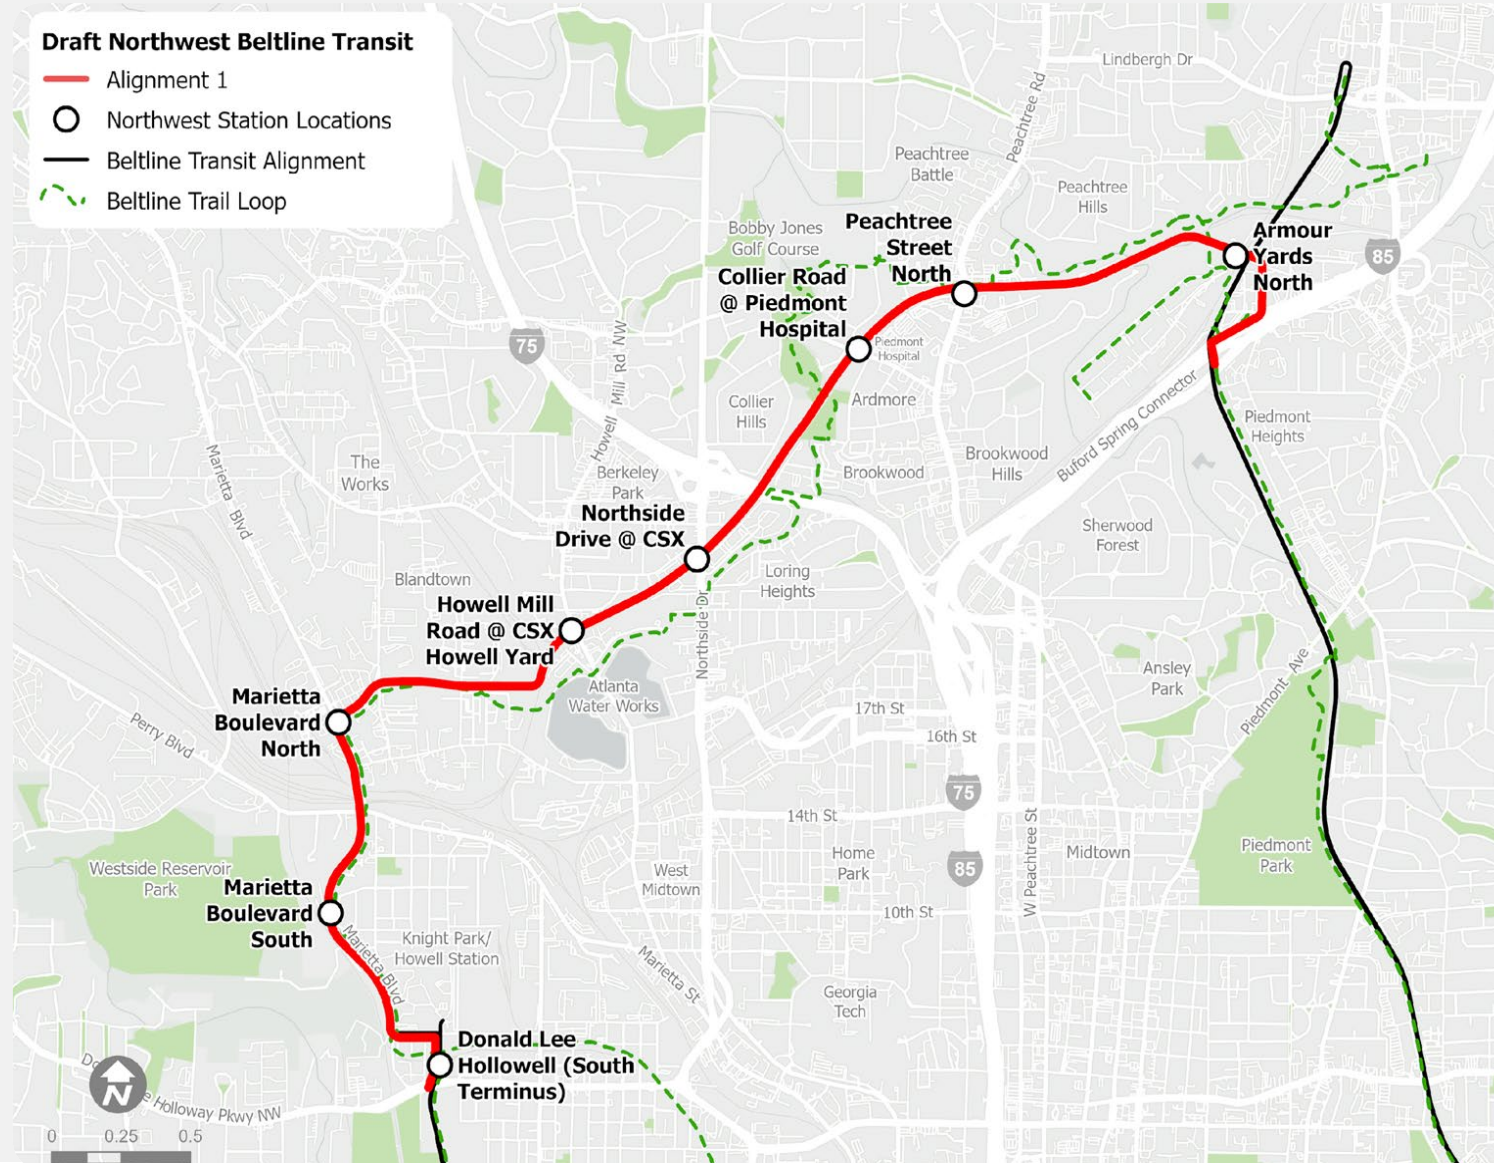 Draft Northwest Beltline Transit
Alignment 1
Northwest Station Locations
Beltline Transit Alignment
Beltline Trail Loop
Lindbergh Dr
Peachtree Rd
Peachtree
Battle
Peachtree
Hills
Bobby Jones
Golf Course
Peachtree
Street
North
Armour
Yards
North
85
Collier Road
@ Piedmont
Hospital
Piedmont
Hospital
75
Howell Mill Rd NW
Collier
Hills
Ardmore
Buford Spring Connector
Piedmont
Heights
Marietta Blvd
The
Works
Berkeley
Park
Brookwood
Brookwood
Hills
Northside
Drive @ CSX
Sherwood
Forest
Blandtown
Loring
Heights
Howell Mill
Road @ CSX
Howell Yard
Northside Dr
Ansley
Park
Piedmont Ave
Atlanta
Water Works
Marietta
Boulevard
North
Perry Blvd
17th St
16th St
75
14th St
W Peachtree St
Home
Park
Midtown
Piedmont
Park
85
Westside Reservoir
Park
West
Midtown
Marietta
Boulevard
South
10th St
Marietta Blvd
Knight Park/
Howell Station
Marietta St
Georgia
Tech
Donald Lee
Hollowell (South
Terminus)
N
Do
e Holloway Pkwy NW
0 0.25 0.5